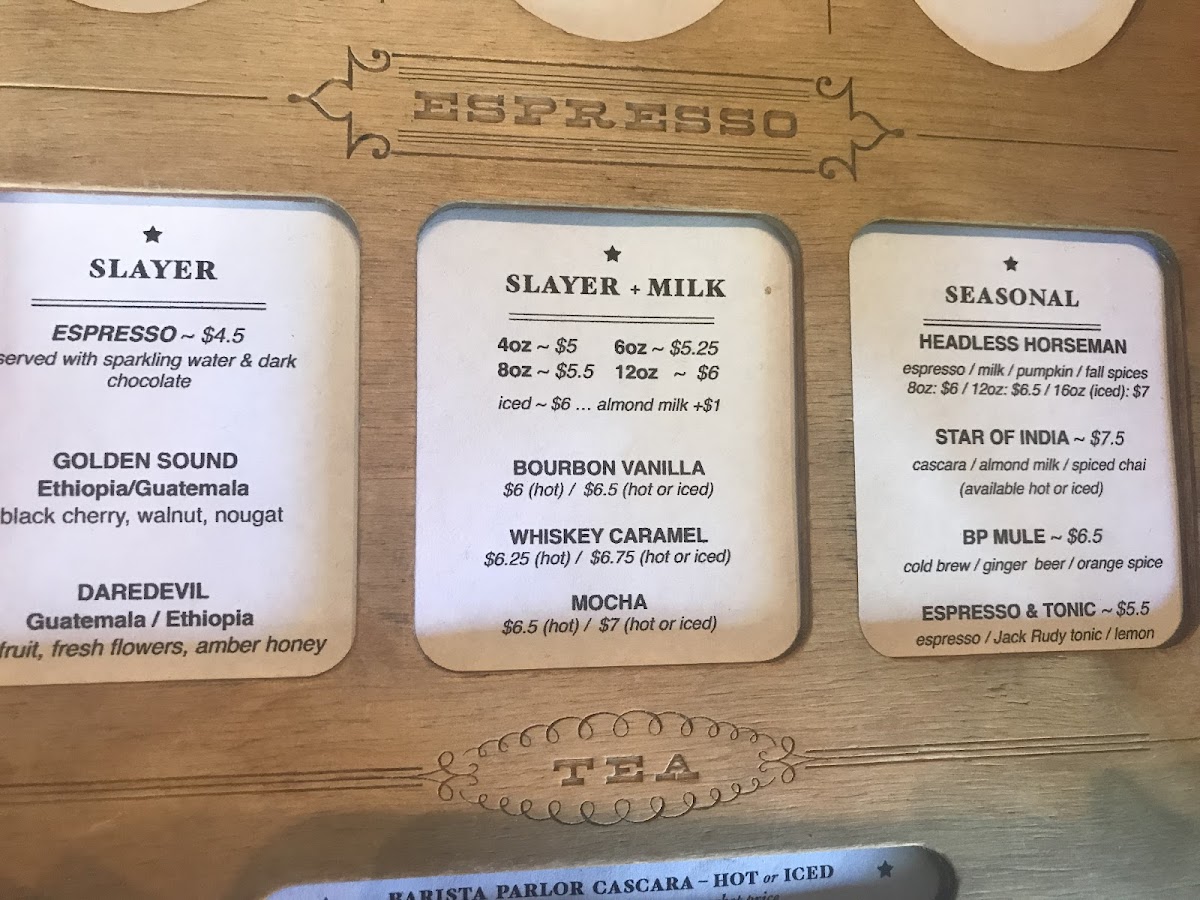 ESPRESSO
SLAYER
ESPRESSO ~ $4.5
served with sparkling water & dark
chocolate
GOLDEN SOUND
Ethiopia/Guatemala
black cherry, walnut, nougat
DAREDEVIL
Guatemala / Ethiopia
fruit, fresh flowers, amber honey
SLAYER + MILK
4oz ~ $5 6oz ~ $5.25
8oz ~ $5.5 12oz ~ $6
iced ~ $6 ... almond milk +$1
BOURBON VANILLA
$6 (hot) / $6.5 (hot or iced)
WHISKEY CARAMEL
$6.25 (hot) / $6.75 (hot or iced)
MOCHA
$6.5 (hot) / $7 (hot or iced)
SEASONAL
HEADLESS HORSEMAN
espresso / milk / pumpkin / fall spices
8oz: $6 / 12oz: $6.5 / 16oz (iced): $7
STAR OF INDIA ~ $7.5
cascara / almond milk / spiced chai
(available hot or iced)
BP MULE ~ $6.5
cold brew / ginger beer / orange spice
ESPRESSO & TONIC ~ $5.5
espresso / Jack Rudy tonic / lemon
TEA
BARISTA PARLOR CASCARA – HOT or ICED